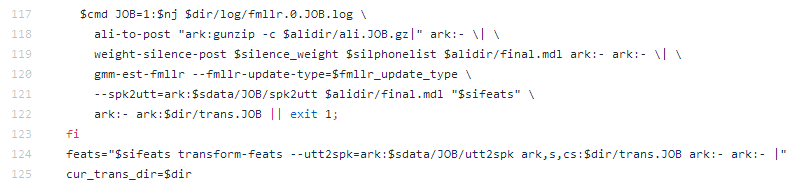 117 $cmd JOB=1:$nj $dir/log/fmllr.0.JOB.log \
118 ali-to-post "ark:gunzip -c $alidir/ali.JOB.gz|" ark:- \| \
119 weight-silence-post $silence_weight $silphonelist $alidir/final.mdl ark:- ark:- \| \
120 gmm-est-fmllr --fmllr-update-type=$fmllr_update_type \
121 --spk2utt=ark:$sdata/JOB/spk2utt $alidir/final.mdl "$sifeats" \
122 ark:- ark:$dir/trans.JOB || exit 1;
123 fi
124 feats="$sifeats transform-feats --utt2spk=ark:$sdata/JOB/utt2spk ark,s,cs:$dir/trans.JOB ark:- ark:- |"
125 cur_trans_dir=$dir